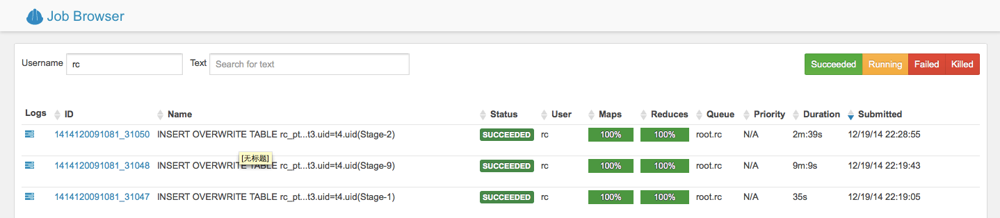 Job Browser
Username rc Text Search for text Succeeded Running Failed Killed
Logs ID Name Status User Maps Reduces Queue Priority Duration Submitted
1414120091081_31050 INSERT OVERWRITE TABLE rc_pt...t3.uid=t4.uid(Stage-2) SUCCEEDED rc 100% 100% root.rc N/A 2m:39s 12/19/14 22:28:55
[无标题]
1414120091081_31048 INSERT OVERWRITE TABLE rc_pt...t3.uid=t4.uid(Stage-9) SUCCEEDED rc 100% 100% root.rc N/A 9m:9s 12/19/14 22:19:43
1414120091081_31047 INSERT OVERWRITE TABLE rc_pt...t3.uid=t4.uid(Stage-1) SUCCEEDED rc 100% 100% root.rc N/A 35s 12/19/14 22:19:05